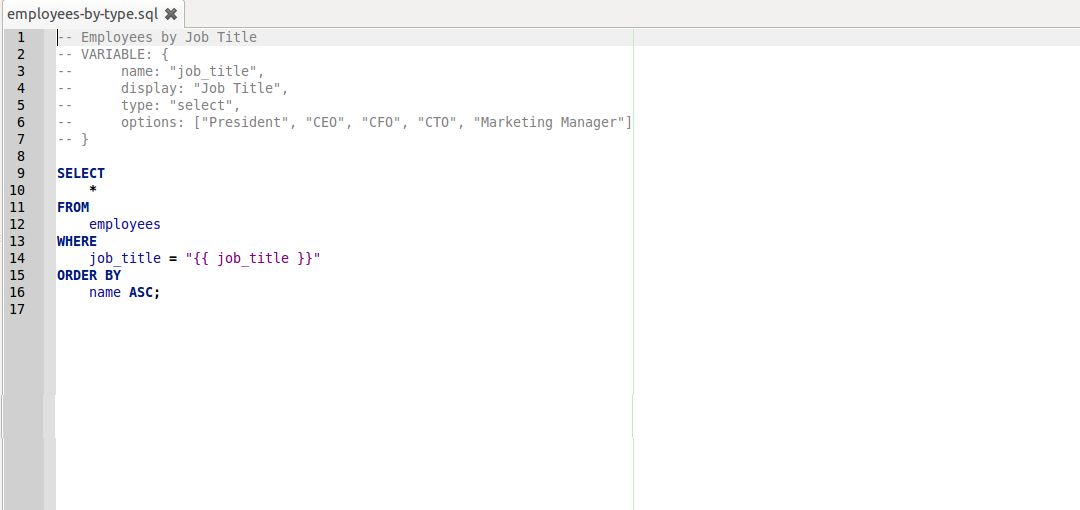 employees-by-type.sql ✖
1 -- Employees by Job Title
2 -- VARIABLE: {
3 --      name: "job_title",
4 --      display: "Job Title",
5 --      type: "select",
6 --      options: ["President", "CEO", "CFO", "CTO", "Marketing Manager"]
7 -- }
8
9 SELECT
10     *
11 FROM
12     employees
13 WHERE
14     job_title = "{{ job_title }}"
15 ORDER BY
16     name ASC;
17